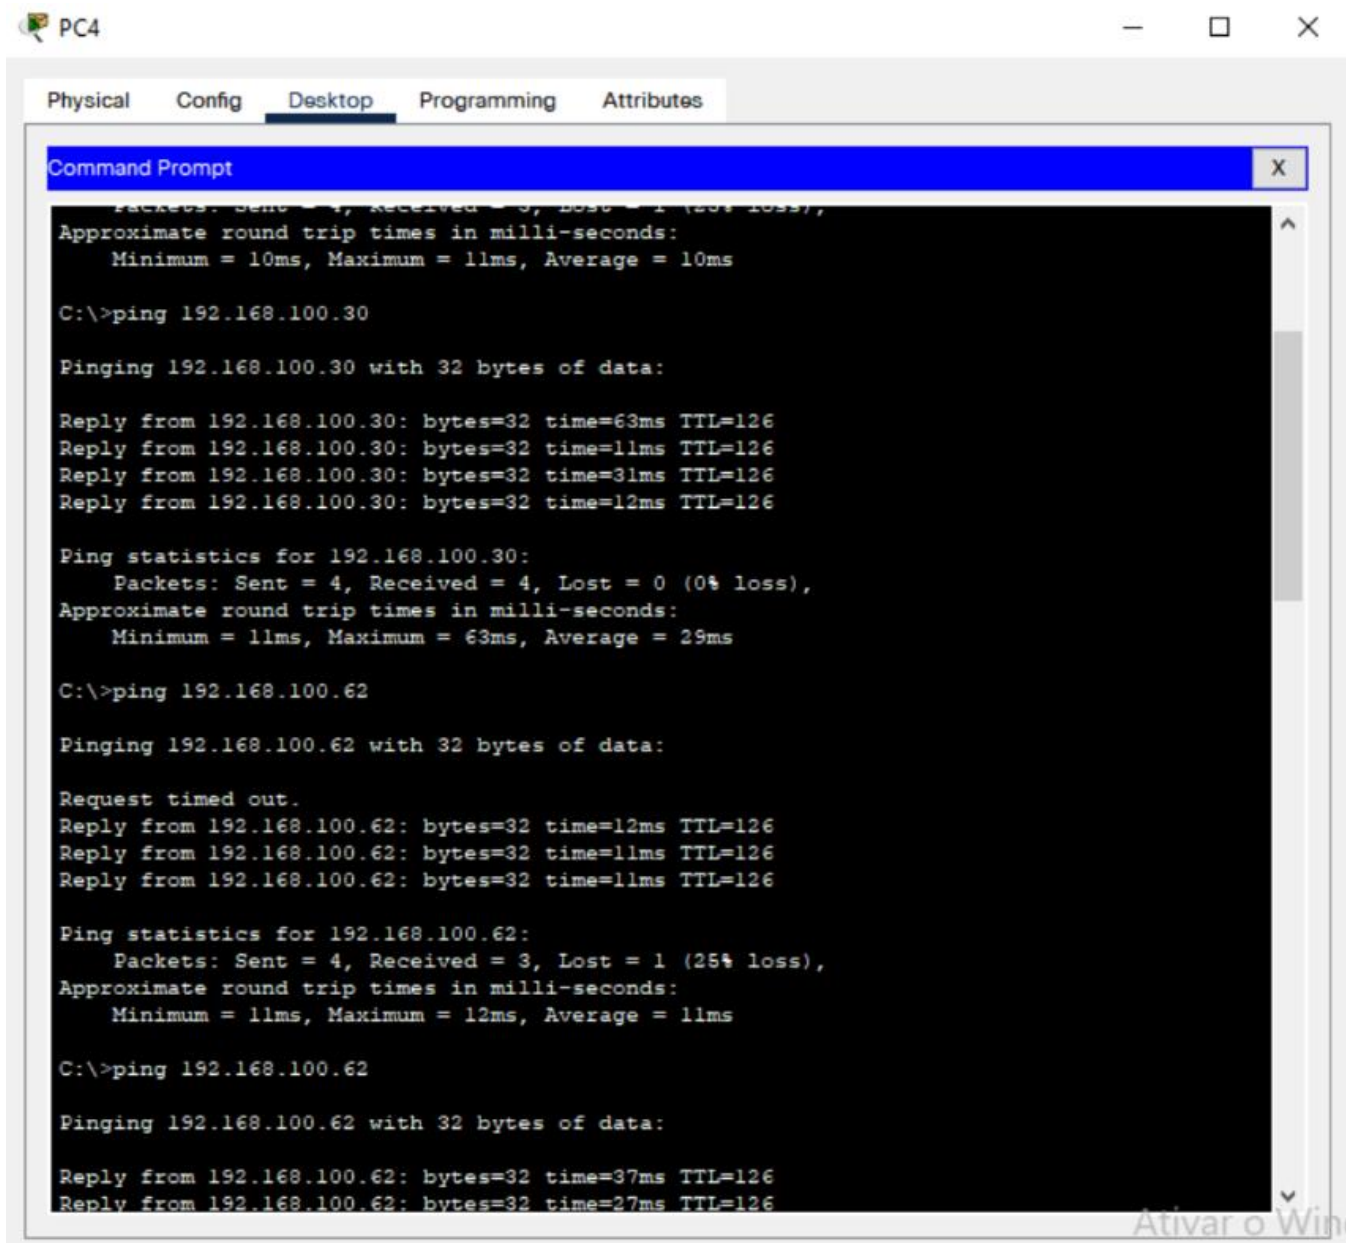 PC4
Physical Config Desktop Programming Attributes
Command Prompt X
Packets: Sent = 4, Received = 3, Lost = 1 (25% loss),
Approximate round trip times in milli-seconds:
Minimum = 10ms, Maximum = 11ms, Average = 10ms
C:\>ping 192.168.100.30
Pinging 192.168.100.30 with 32 bytes of data:
Reply from 192.168.100.30: bytes=32 time=63ms TTL=126
Reply from 192.168.100.30: bytes=32 time=11ms TTL=126
Reply from 192.168.100.30: bytes=32 time=31ms TTL=126
Reply from 192.168.100.30: bytes=32 time=12ms TTL=126
Ping statistics for 192.168.100.30:
Packets: Sent = 4, Received = 4, Lost = 0 (0% loss),
Approximate round trip times in milli-seconds:
Minimum = 11ms, Maximum = 63ms, Average = 29ms
C:\>ping 192.168.100.62
Pinging 192.168.100.62 with 32 bytes of data:
Request timed out.
Reply from 192.168.100.62: bytes=32 time=12ms TTL=126
Reply from 192.168.100.62: bytes=32 time=11ms TTL=126
Reply from 192.168.100.62: bytes=32 time=11ms TTL=126
Ping statistics for 192.168.100.62:
Packets: Sent = 4, Received = 3, Lost = 1 (25% loss),
Approximate round trip times in milli-seconds:
Minimum = 11ms, Maximum = 12ms, Average = 11ms
C:\>ping 192.168.100.62
Pinging 192.168.100.62 with 32 bytes of data:
Reply from 192.168.100.62: bytes=32 time=37ms TTL=126
Reply from 192.168.100.62: bytes=32 time=27ms TTL=126
Ativar o Win